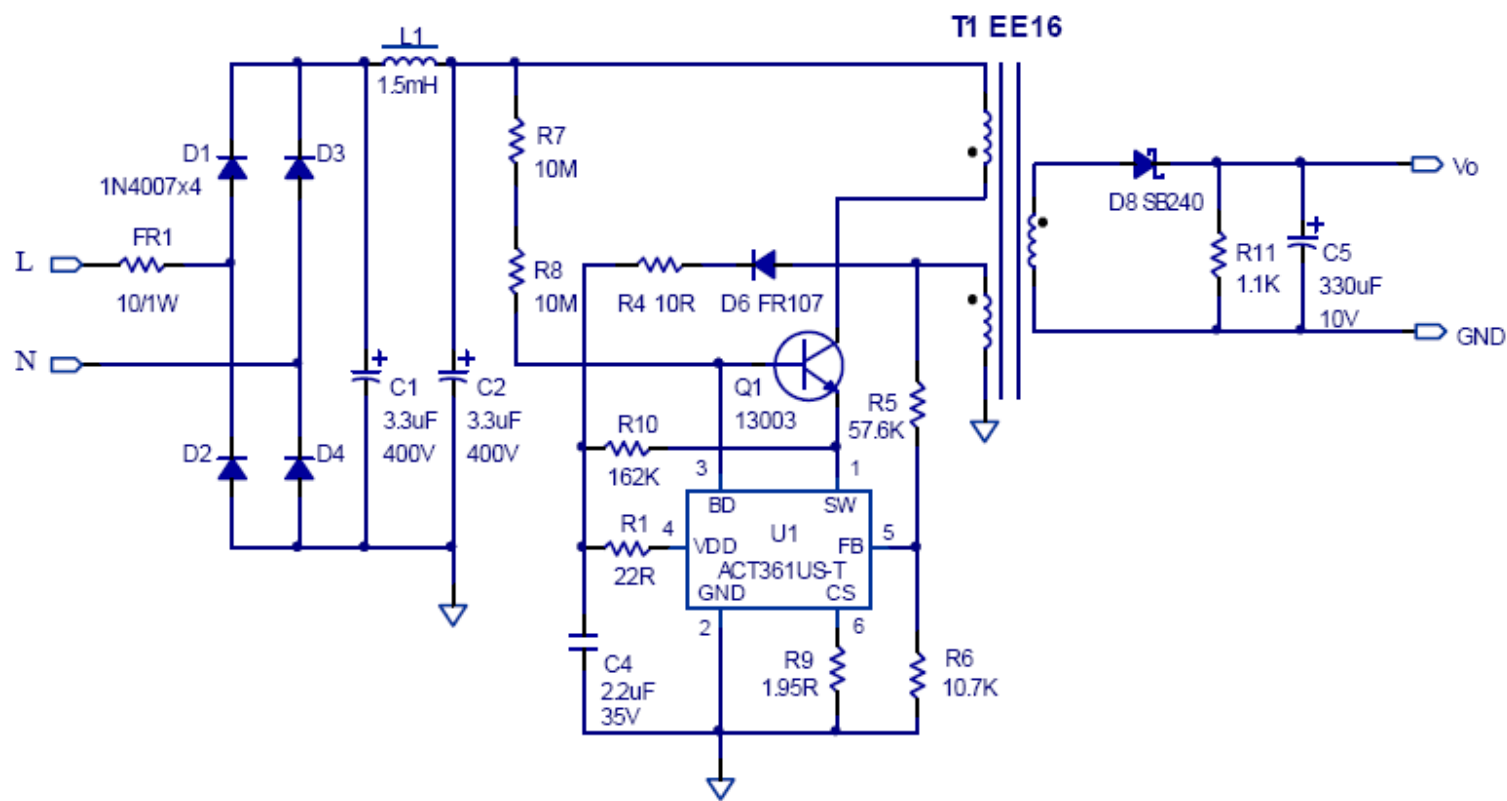 T1 EE16
L1
1.5mH
R7
10M
D1
D3
1N4007x4
Vo
D8 SB240
FR1
L
10/1W
R8
10M
R4 10R
D6 FR107
R11
1.1K
C5
330uF
10V
GND
N
C1
3.3uF
400V
C2
3.3uF
400V
Q1
13003
R5
57.6K
R10
162K
D2
D4
3
1
BD
SW
R1
22R
4
VDD
U1
FB
5
ACT361US-T
GND
CS
2
6
C4
2.2uF
35V
R9
1.95R
R6
10.7K